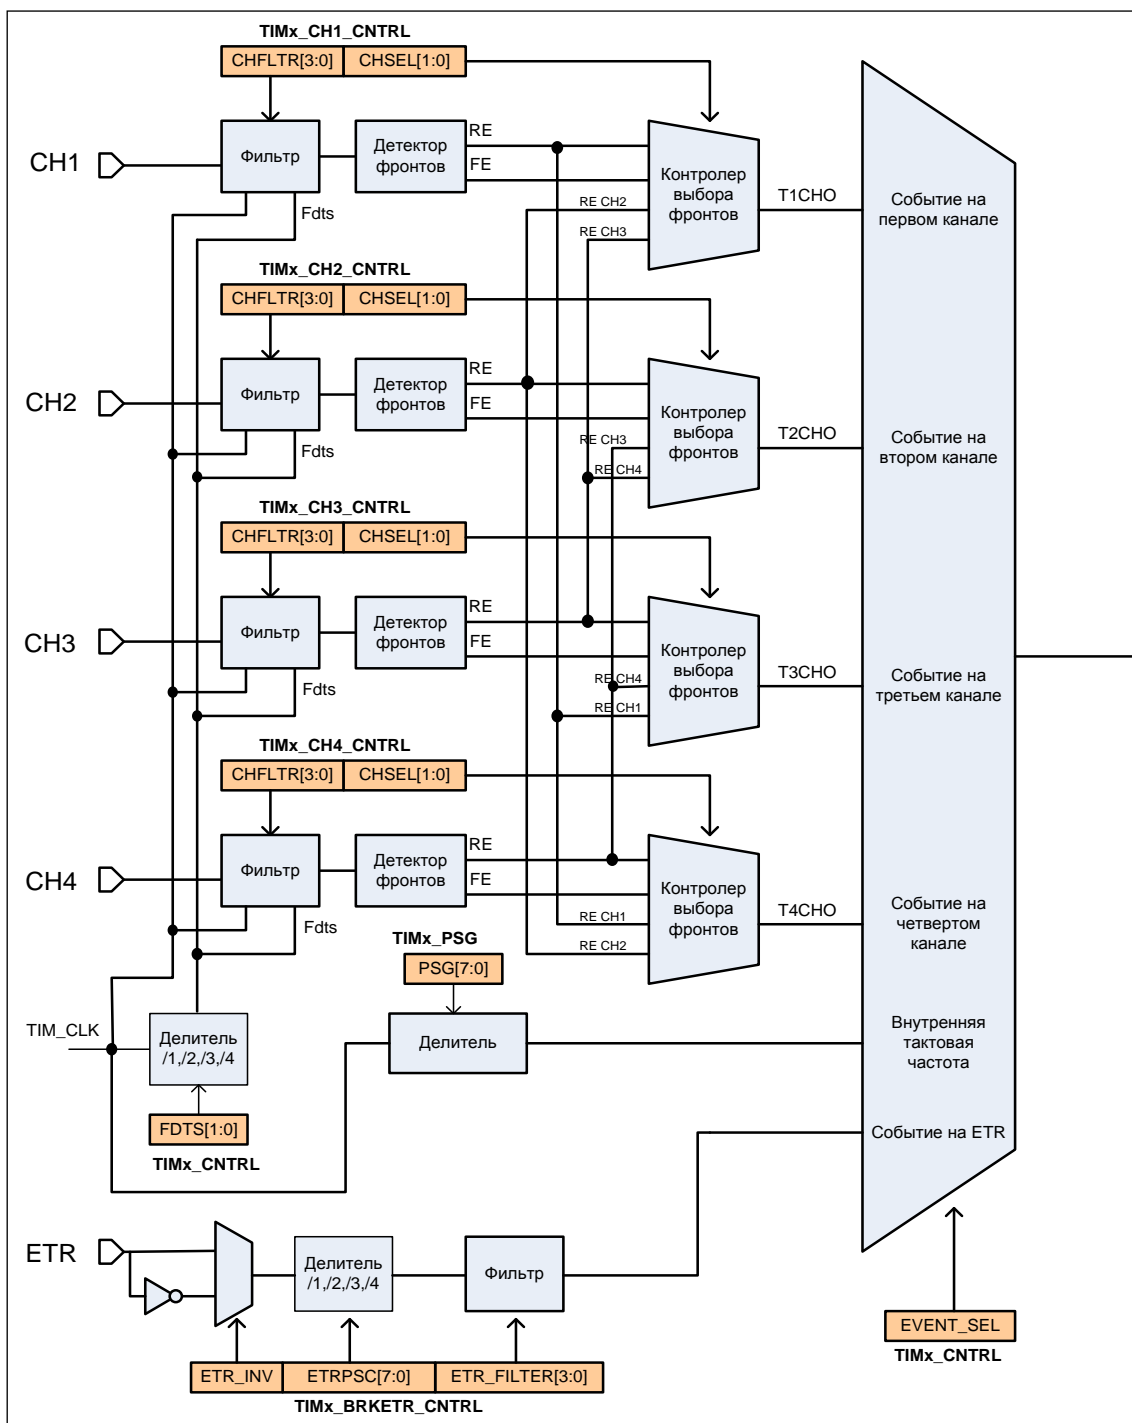 TIMx_CH1_CNTRL
CHFLTR[3:0] CHSEL[1:0]
CH1
Фильтр
Детектор
фронтов
RE
FE
Fdts
RE CH2
RE CH3
Контролер
выбора
фронтов
T1CHO
Событие на
первом канале
TIMx_CH2_CNTRL
CHFLTR[3:0] CHSEL[1:0]
CH2
Фильтр
Детектор
фронтов
RE
FE
Fdts
RE CH3
RE CH4
Контролер
выбора
фронтов
T2CHO
Событие на
втором канале
TIMx_CH3_CNTRL
CHFLTR[3:0] CHSEL[1:0]
CH3
Фильтр
Детектор
фронтов
RE
FE
Fdts
RE CH4
RE CH1
Контролер
выбора
фронтов
T3CHO
Событие на
третьем канале
TIMx_CH4_CNTRL
CHFLTR[3:0] CHSEL[1:0]
CH4
Фильтр
Детектор
фронтов
RE
FE
Fdts
RE CH1
RE CH2
Контролер
выбора
фронтов
T4CHO
Событие на
четвертом
канале
TIMx_PSG
PSG[7:0]
TIM_CLK
Делитель
/1,/2,/3,/4
Делитель
Внутренняя
тактовая
частота
FDTS[1:0]
TIMx_CNTRL
Событие на ETR
ETR
Делитель
/1,/2,/3,/4
Фильтр
EVENT_SEL
TIMx_CNTRL
ETR_INV ETRPSC[7:0] ETR_FILTER[3:0]
TIMx_BRKETR_CNTRL